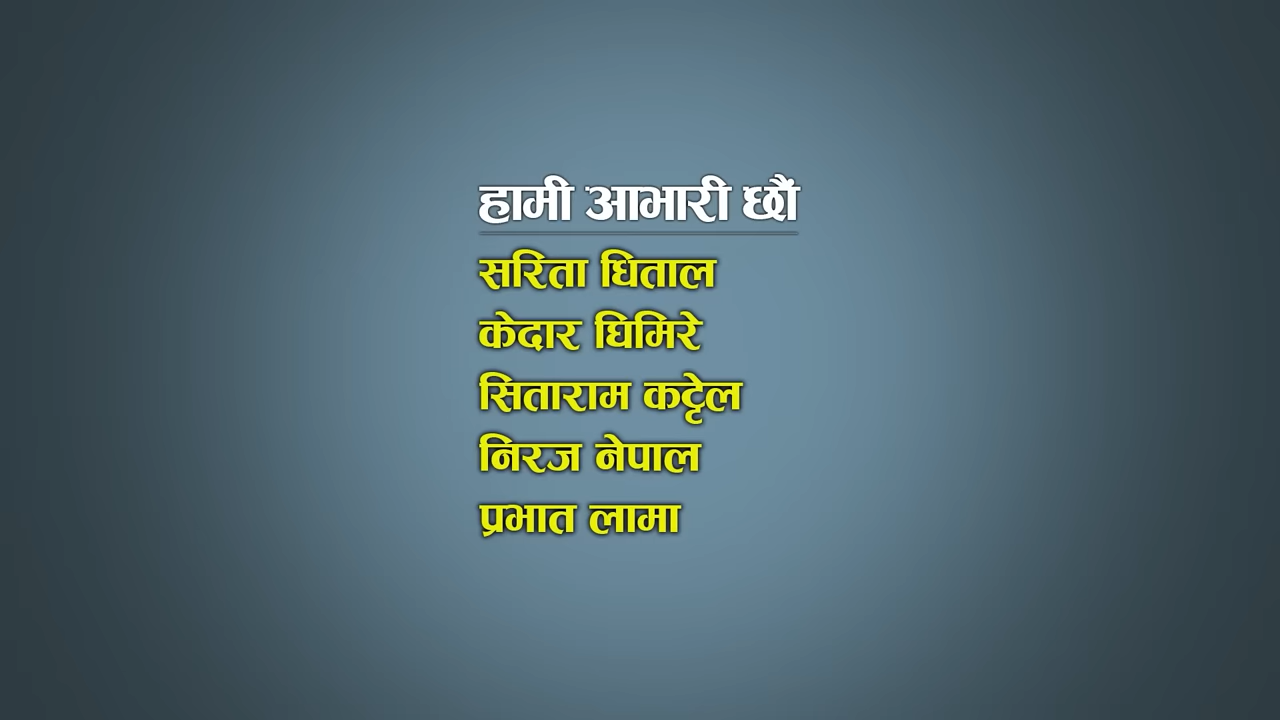 हामी आभारी छौं
सरिता धिताल
केदार घिमिरे
सिताराम कट्टेल
निरज नेपाल
प्रभात लामा